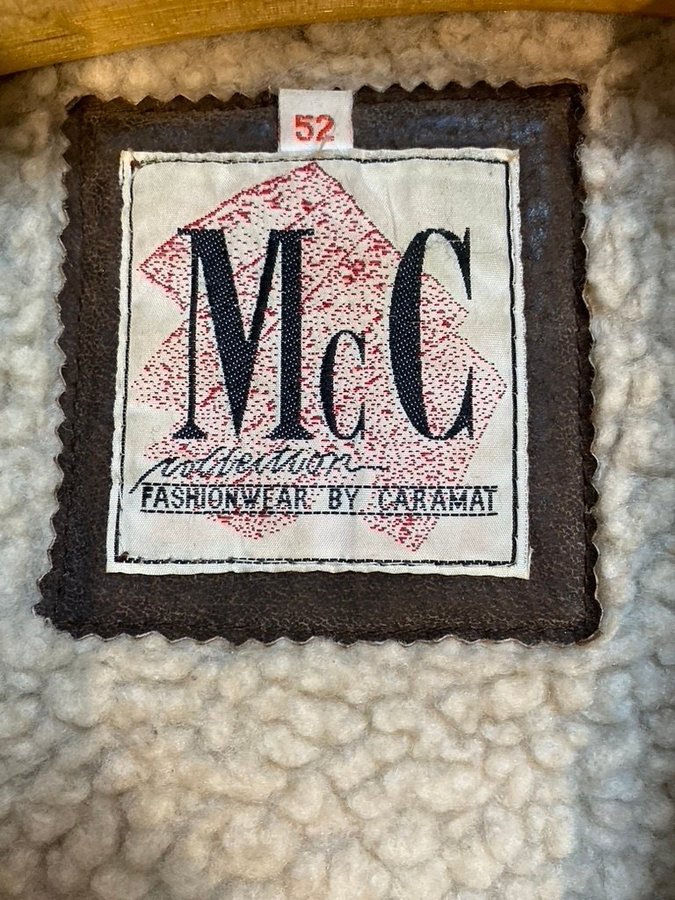 52
McC
collection
FASHIONWEAR BY CARAMAT